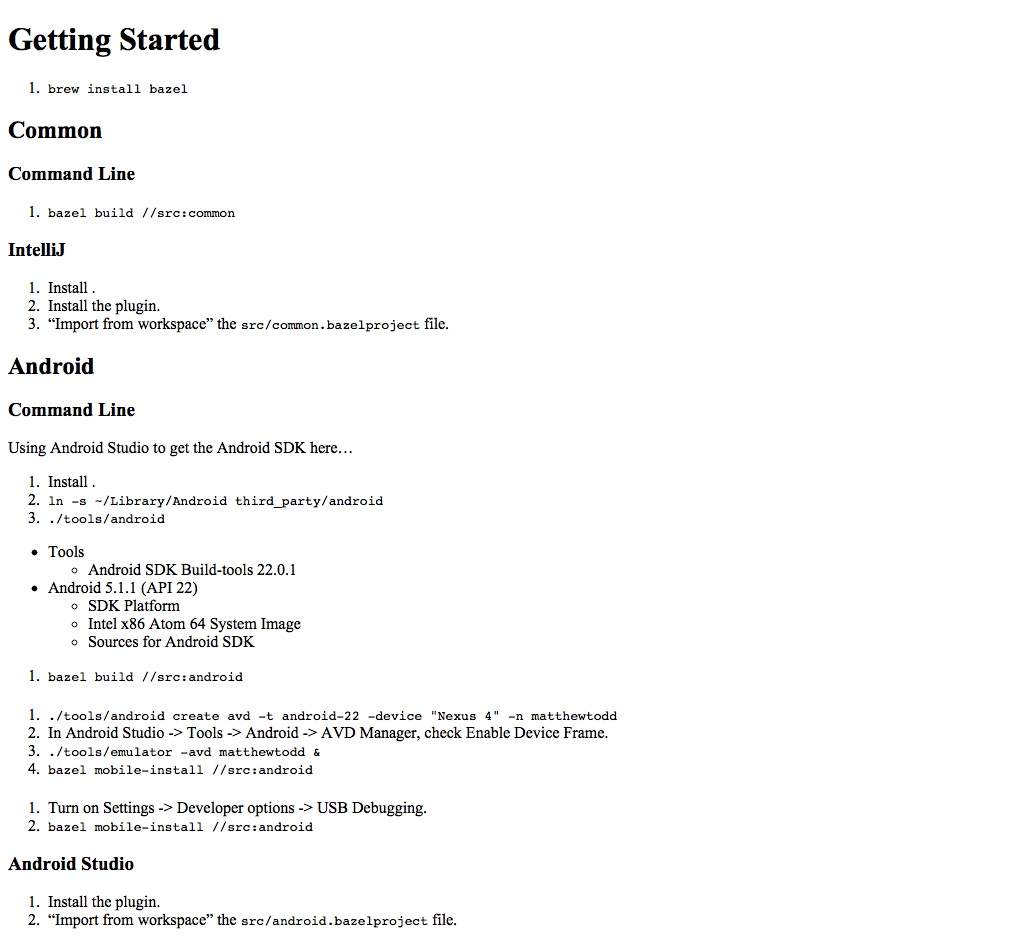 Getting Started
1. brew install bazel
Common
Command Line
1. bazel build //src:common
IntelliJ
1. Install .
2. Install the plugin.
3. “Import from workspace” the src/common.bazelproject file.
Android
Command Line
Using Android Studio to get the Android SDK here…
1. Install .
2. ln -s ~/Library/Android third_party/android
3. ./tools/android
• Tools
◦ Android SDK Build-tools 22.0.1
• Android 5.1.1 (API 22)
◦ SDK Platform
◦ Intel x86 Atom 64 System Image
◦ Sources for Android SDK
1. bazel build //src:android
1. ./tools/android create avd -t android-22 -device "Nexus 4" -n matthewtodd
2. In Android Studio -> Tools -> Android -> AVD Manager, check Enable Device Frame.
3. ./tools/emulator -avd matthewtodd &
4. bazel mobile-install //src:android
1. Turn on Settings -> Developer options -> USB Debugging.
2. bazel mobile-install //src:android
Android Studio
1. Install the plugin.
2. “Import from workspace” the src/android.bazelproject file.